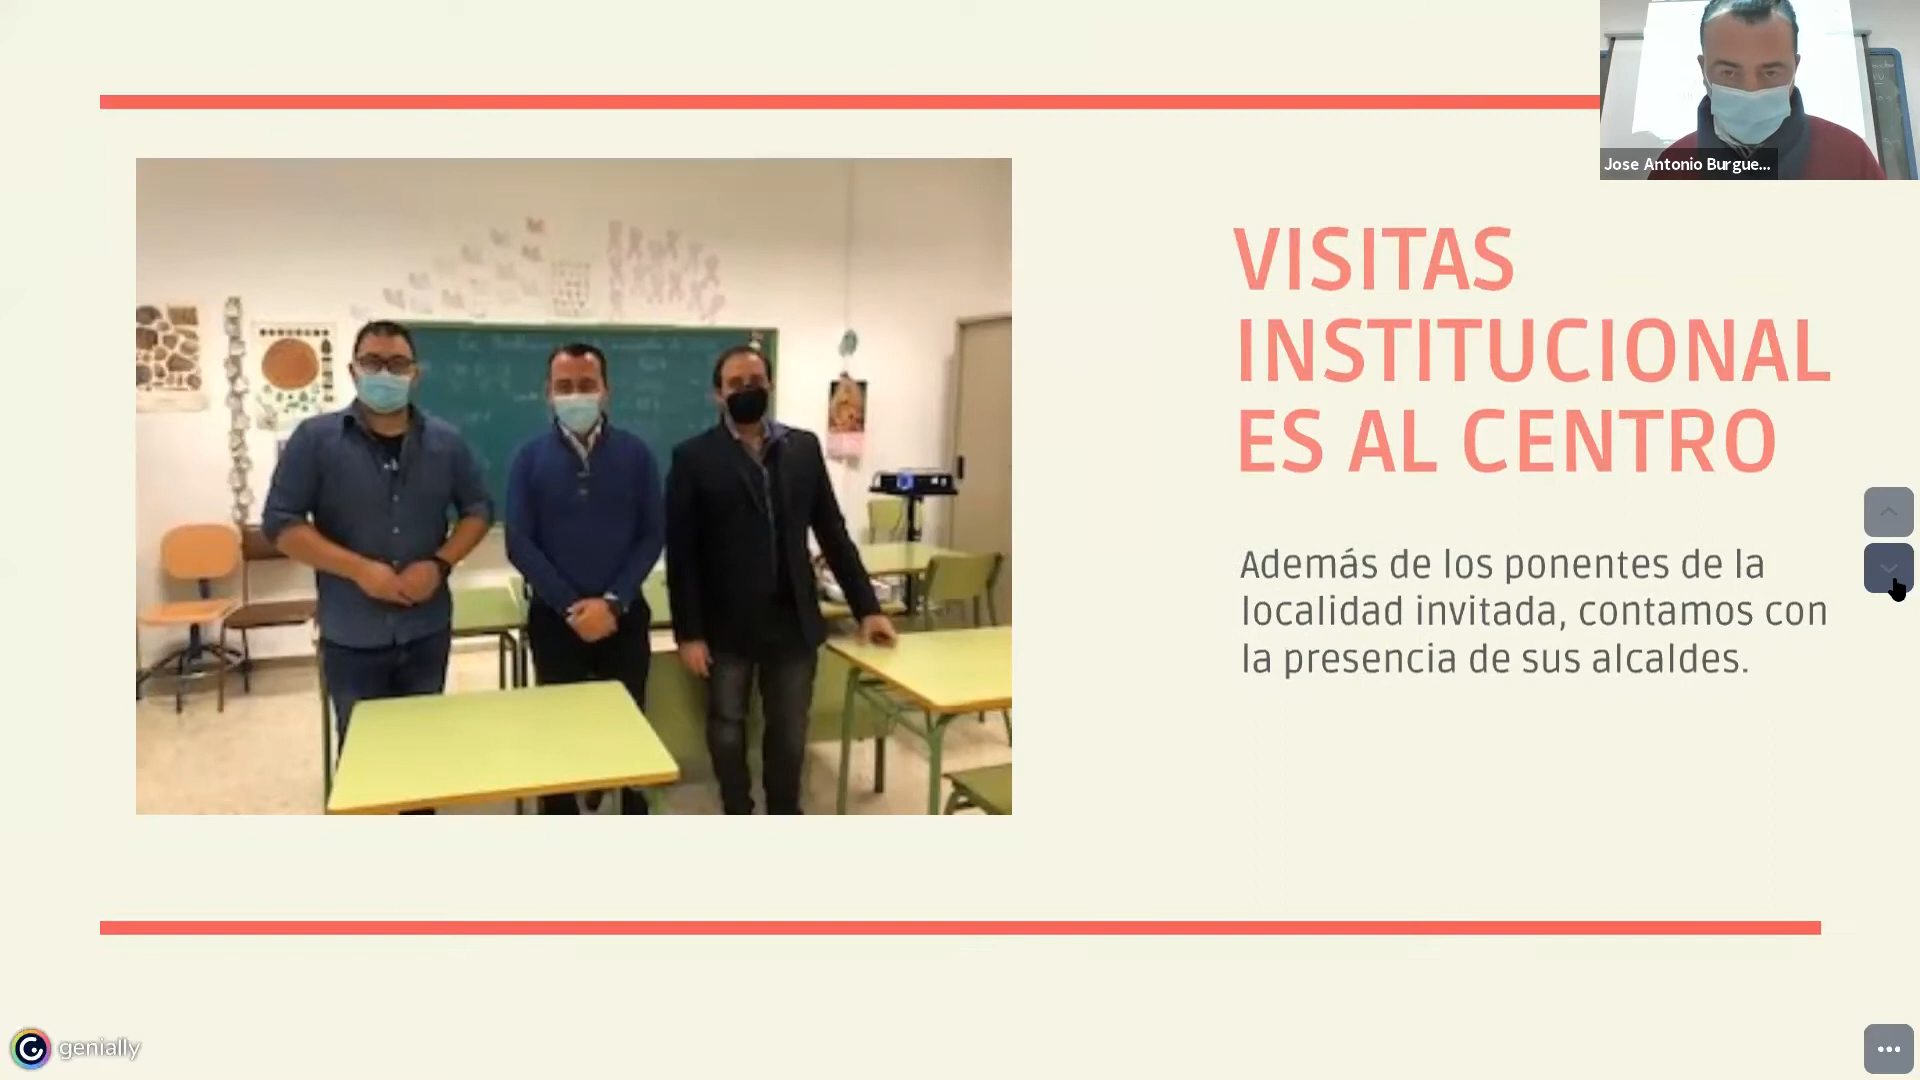 Jose Antonio Burgue...
VISITAS
INSTITUCIONAL
ES AL CENTRO
Además de los ponentes de la
localidad invitada, contamos con
la presencia de sus alcaldes.
genially